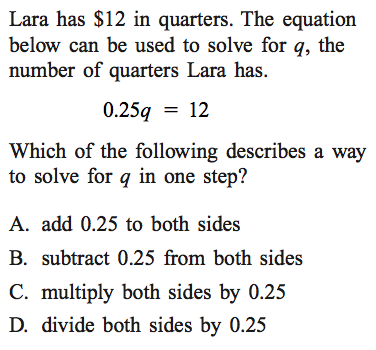 Lara has $12 in quarters. The equation
below can be used to solve for q, the
number of quarters Lara has.
0.25q = 12
Which of the following describes a way
to solve for q in one step?
A. add 0.25 to both sides
B. subtract 0.25 from both sides
C. multiply both sides by 0.25
D. divide both sides by 0.25